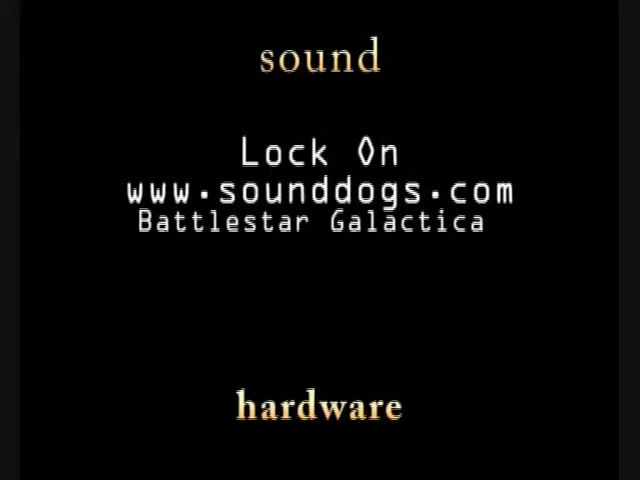 sound
Lock On
www.sounddogs.com
Battlestar Galactica
hardware